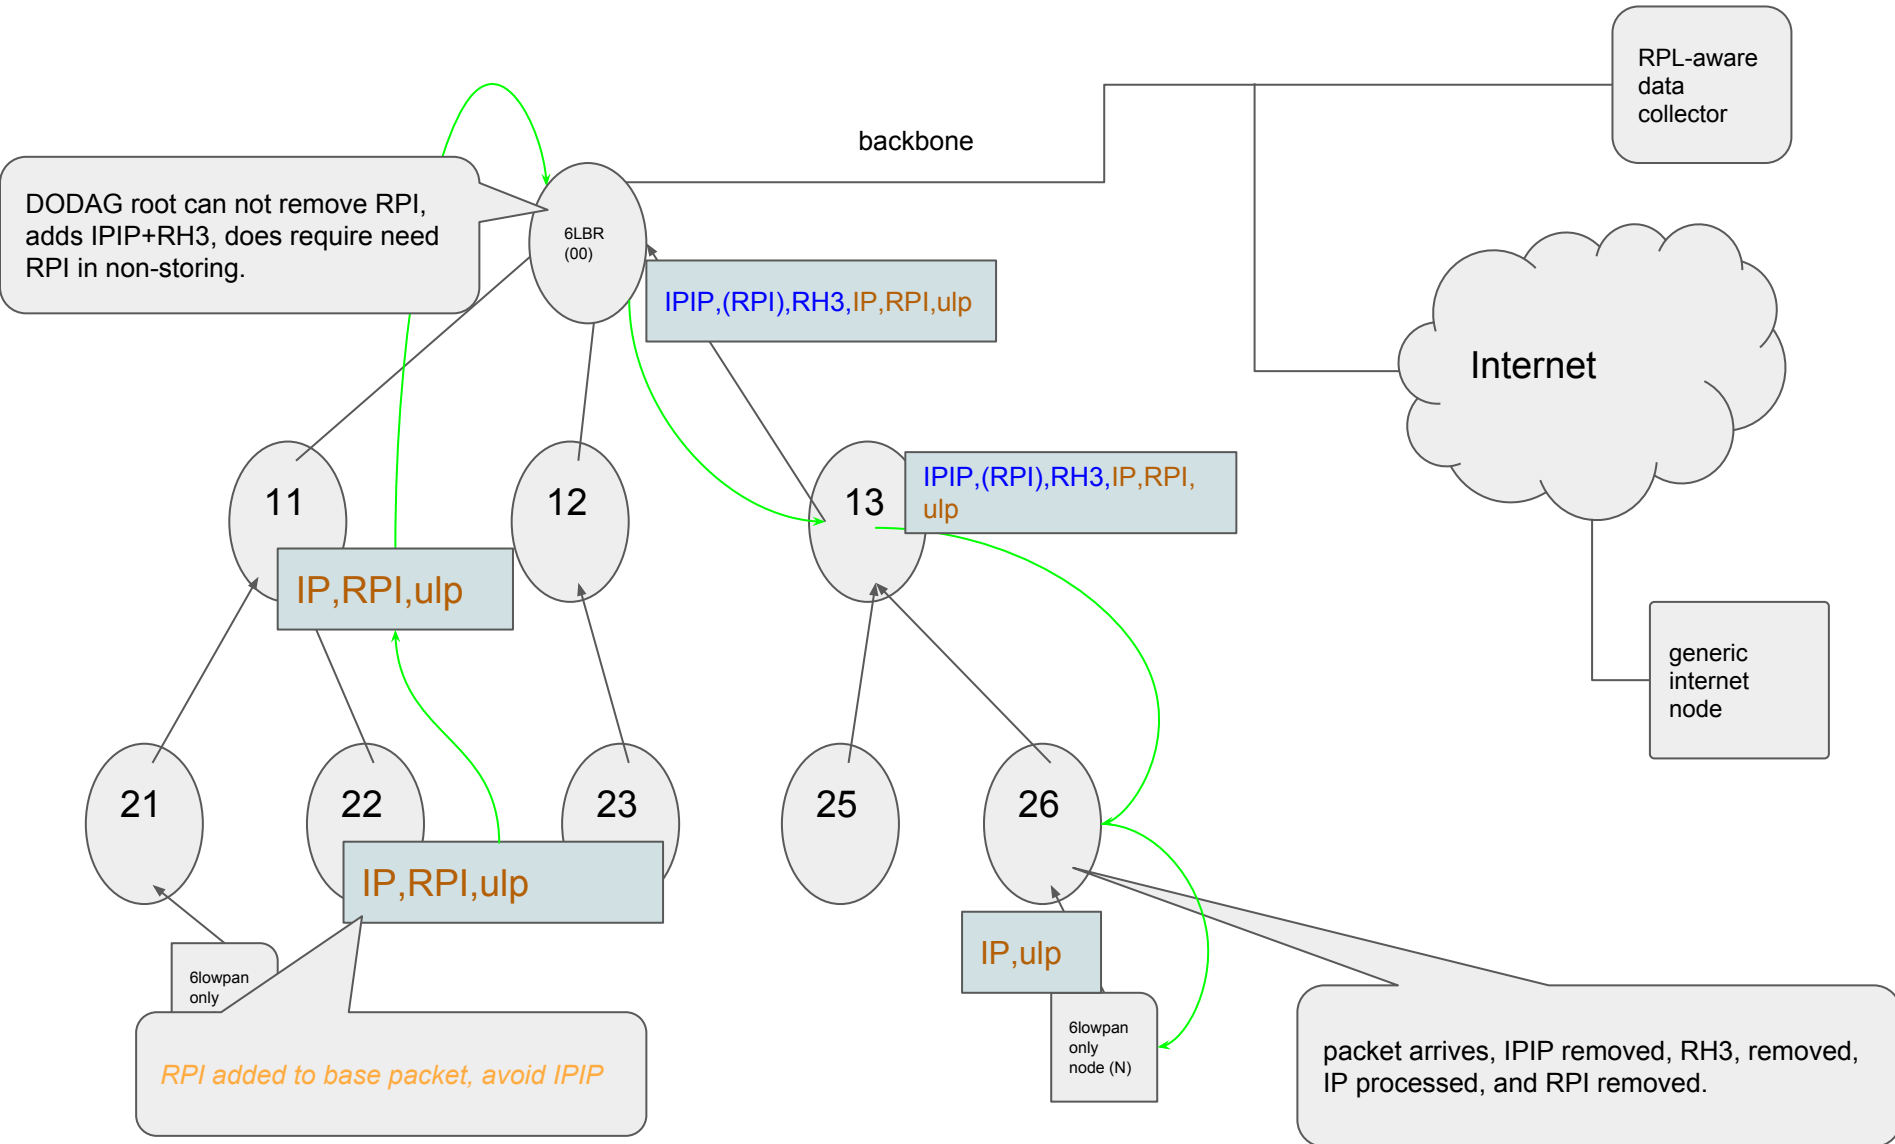 RPL-aware
data
collector
backbone
DODAG root can not remove RPI,
adds IPIP+RH3, does require need
RPI in non-storing.
6LBR
(00)
IPIP,(RPI),RH3,IP,RPI,ulp
Internet
11
12
13
IPIP,(RPI),RH3,IP,RPI,
ulp
IP,RPI,ulp
generic
internet
node
21
22
23
25
26
IP,RPI,ulp
IP,ulp
6lowpan
only
6lowpan
only
node (N)
RPI added to base packet, avoid IPIP
packet arrives, IPIP removed, RH3, removed,
IP processed, and RPI removed.